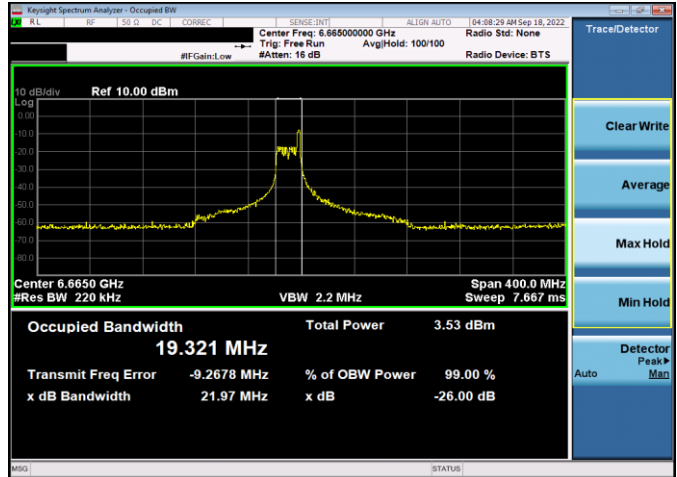 Keysight Spectrum Analyzer - Occupied BW
RL RF 50 Ω DC CORREC SENSE:INT ALIGN AUTO 04:08:29 AM Sep 18, 2022
Center Freq: 6.665000000 GHz Radio Std: None
Trig: Free Run Avg|Hold: 100/100
#IFGain:Low #Atten: 16 dB Radio Device: BTS
Trace/Detector
10 dB/div Ref 10.00 dBm
Log
0.00
-10.0
-20.0
-30.0
-40.0
-50.0
-60.0
-70.0
-80.0
Center 6.6650 GHz Span 400.0 MHz
#Res BW 220 kHz VBW 2.2 MHz Sweep 7.667 ms
Occupied Bandwidth Total Power 3.53 dBm
19.321 MHz
Transmit Freq Error -9.2678 MHz % of OBW Power 99.00 %
x dB Bandwidth 21.97 MHz x dB -26.00 dB
Clear Write
Average
Max Hold
Min Hold
Detector
Peak▶
Auto Man
MSG STATUS